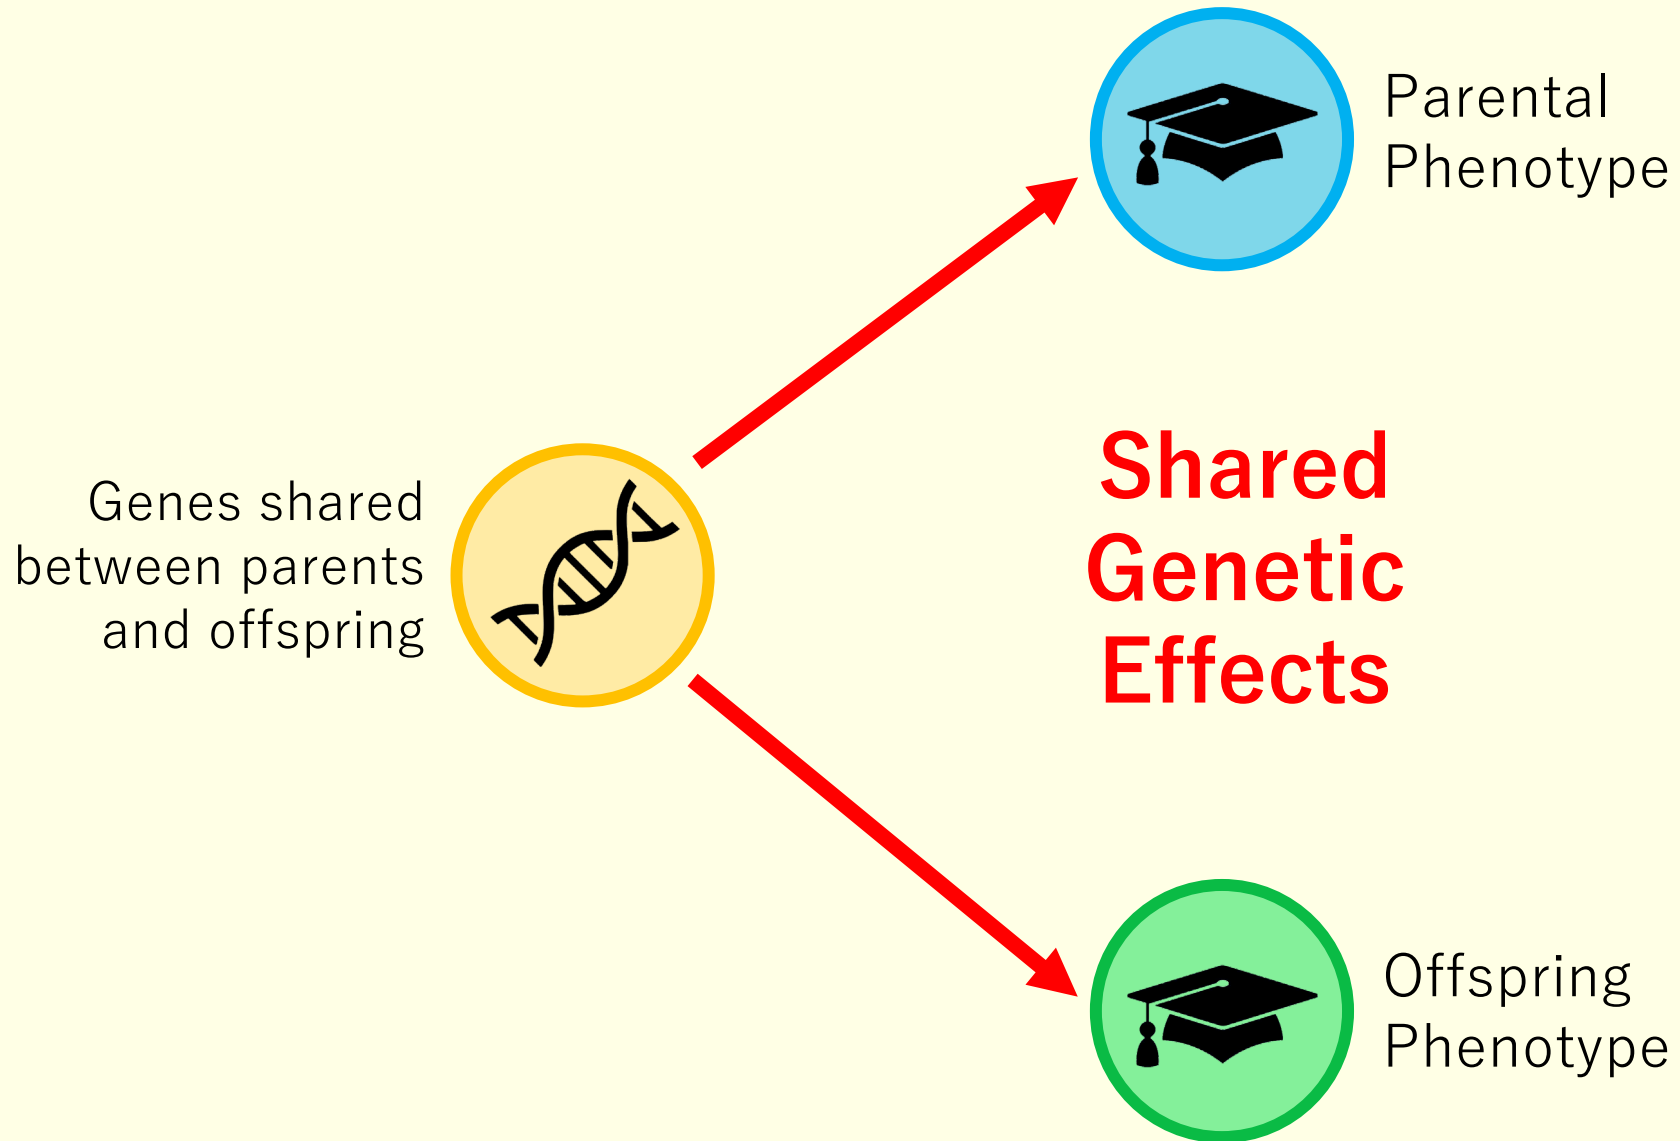 Parental
Phenotype
Genes shared
between parents
and offspring
Shared
Genetic
Effects
Offspring
Phenotype